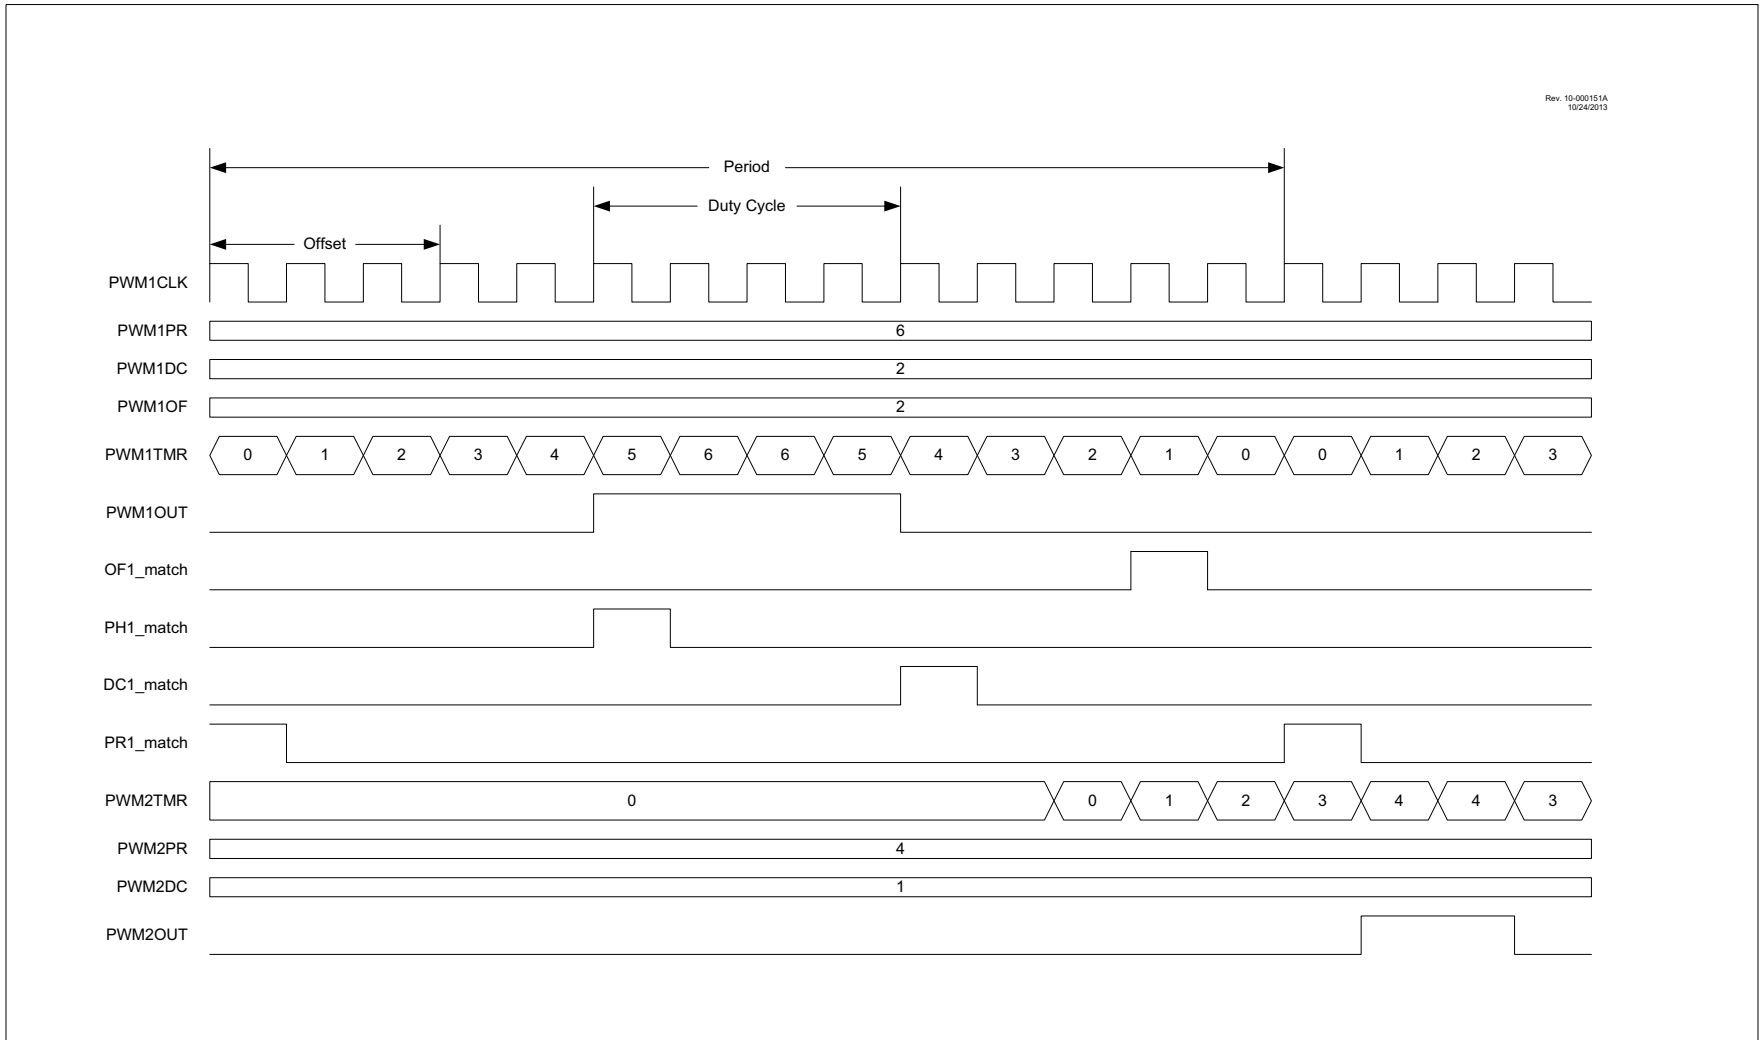 Rev. 10-000151A
10/24/2013
Period
Duty Cycle
Offset
PWM1CLK
PWM1PR 6
PWM1DC 2
PWM1OF 2
PWM1TMR 0 1 2 3 4 5 6 6 5 4 3 2 1 0 0 1 2 3
PWM1OUT
OF1_match
PH1_match
DC1_match
PR1_match
PWM2TMR 0 0 1 2 3 4 4 3
PWM2PR 4
PWM2DC 1
PWM2OUT